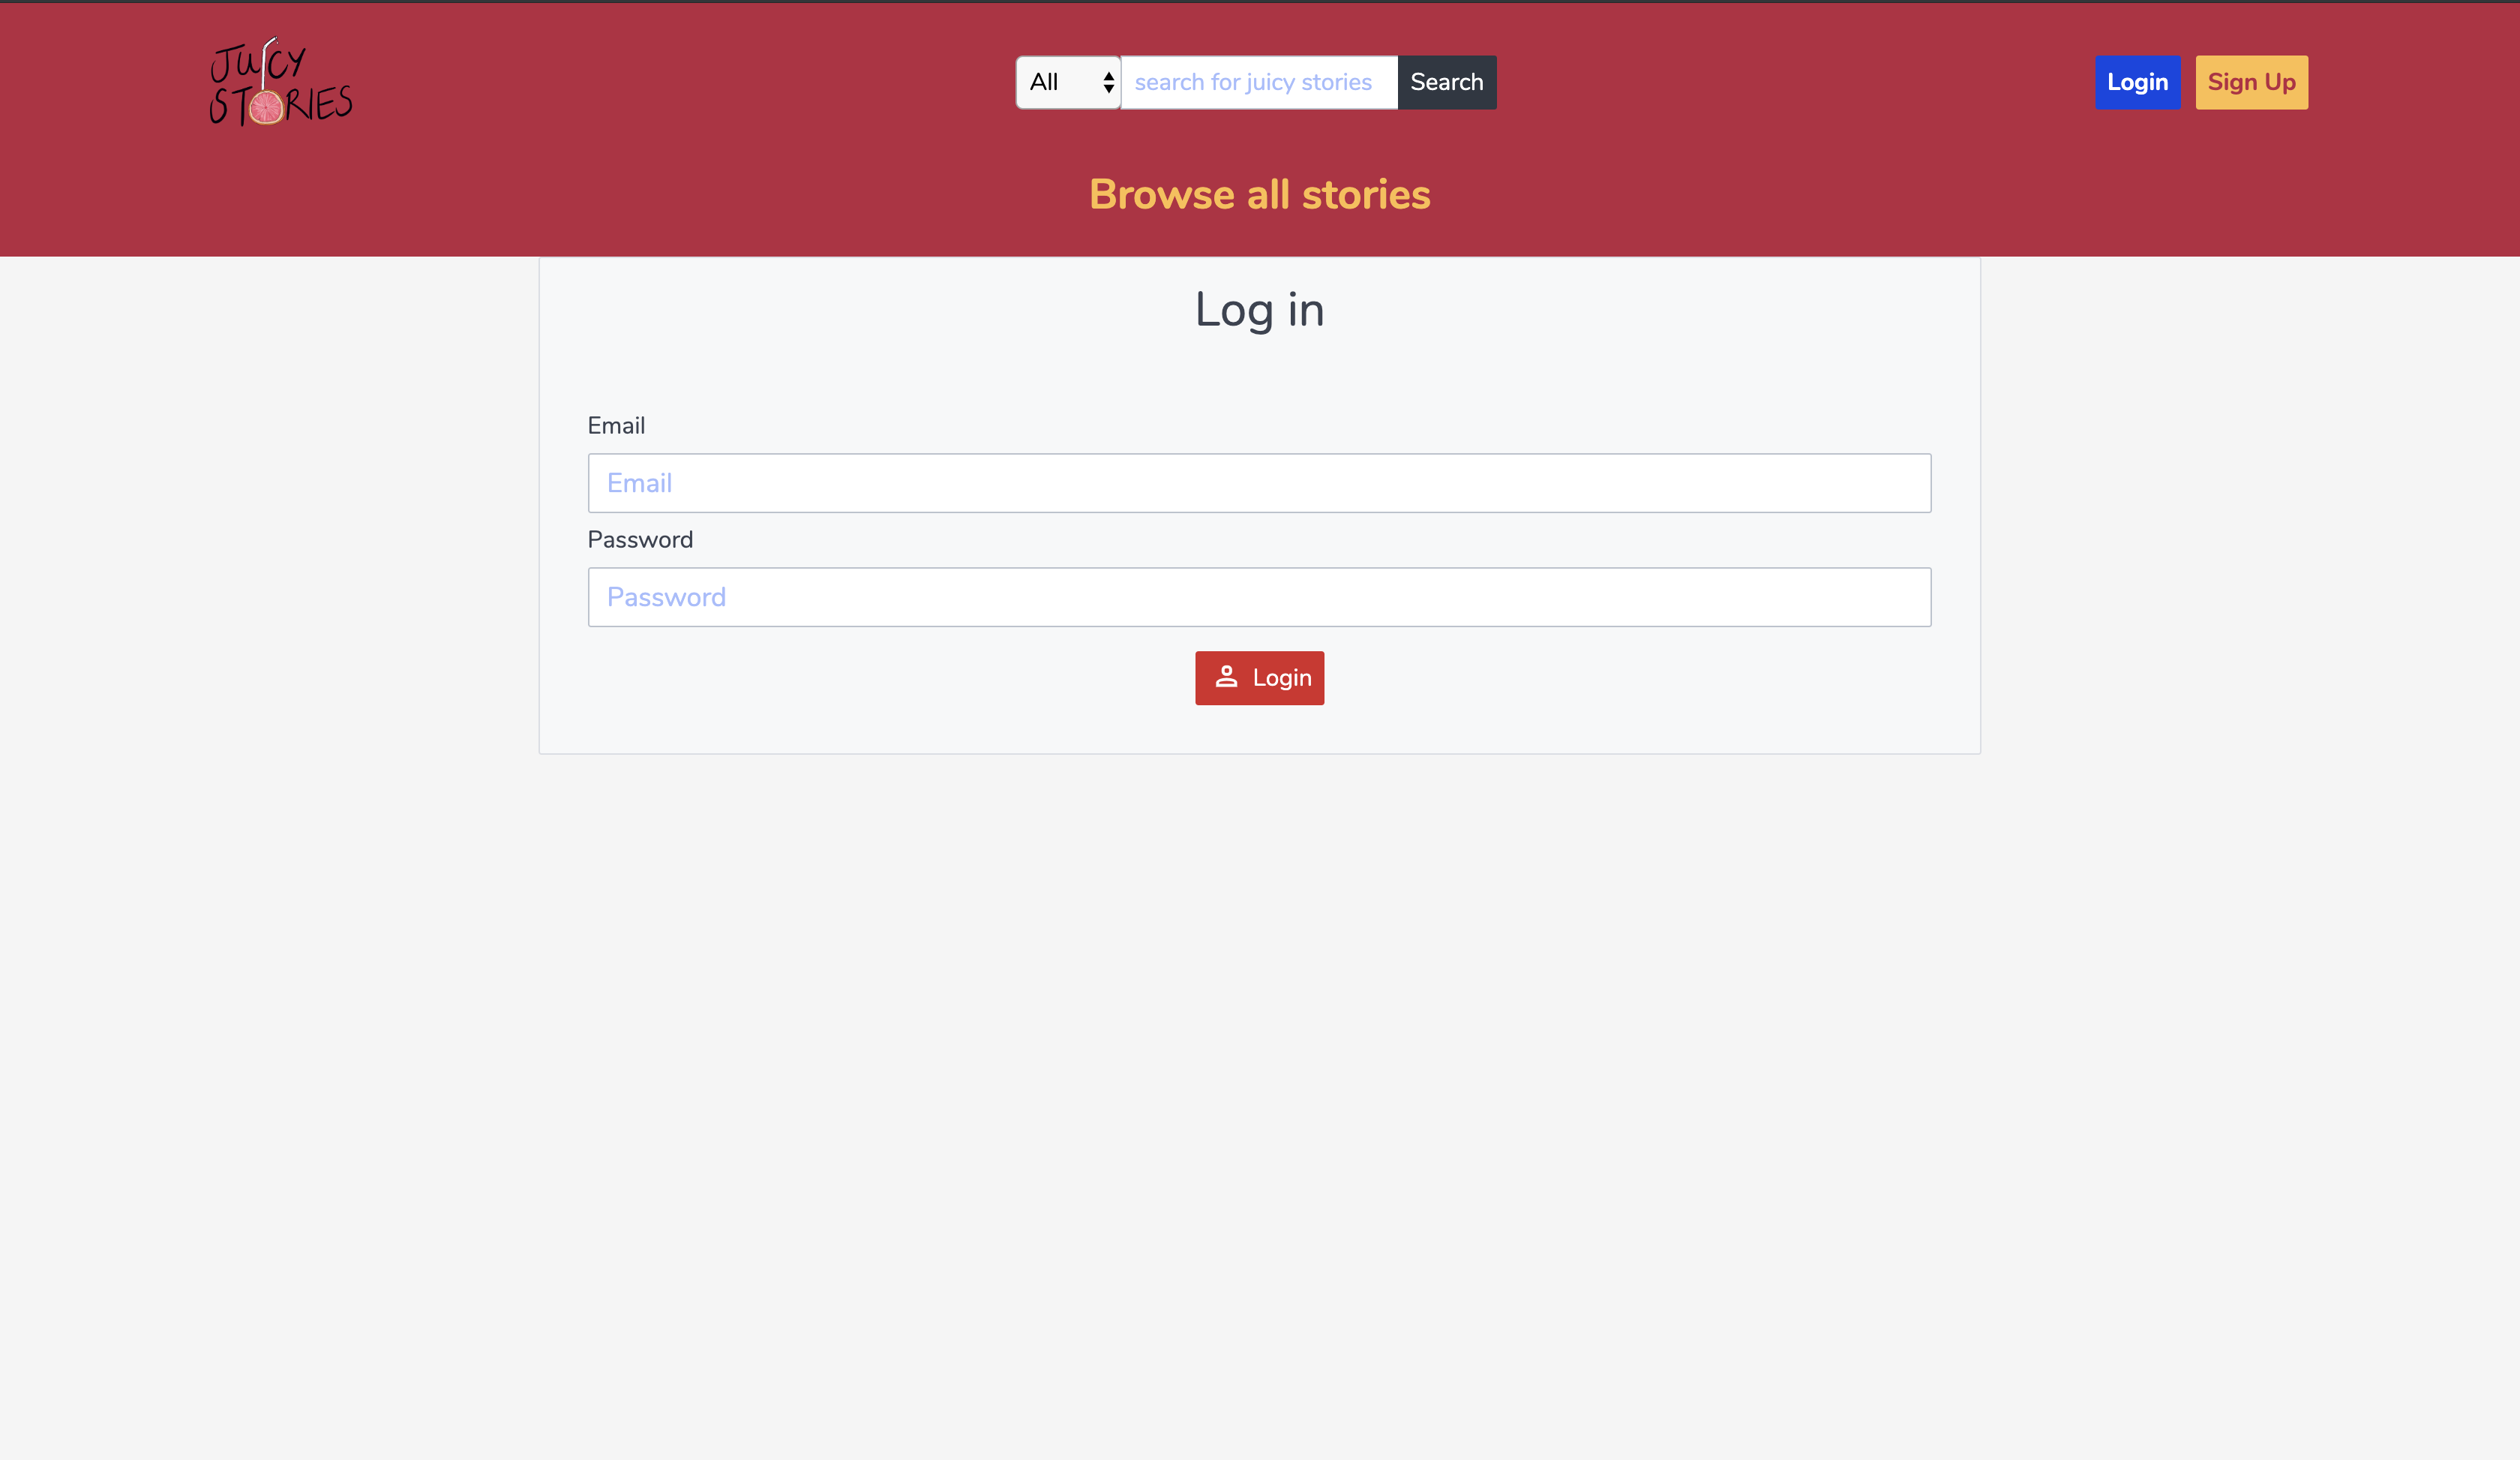 JUICY
STORIES
All
search for juicy stories
Search
Login
Sign Up
Browse all stories
Log in
Email
Email
Password
Password
Login